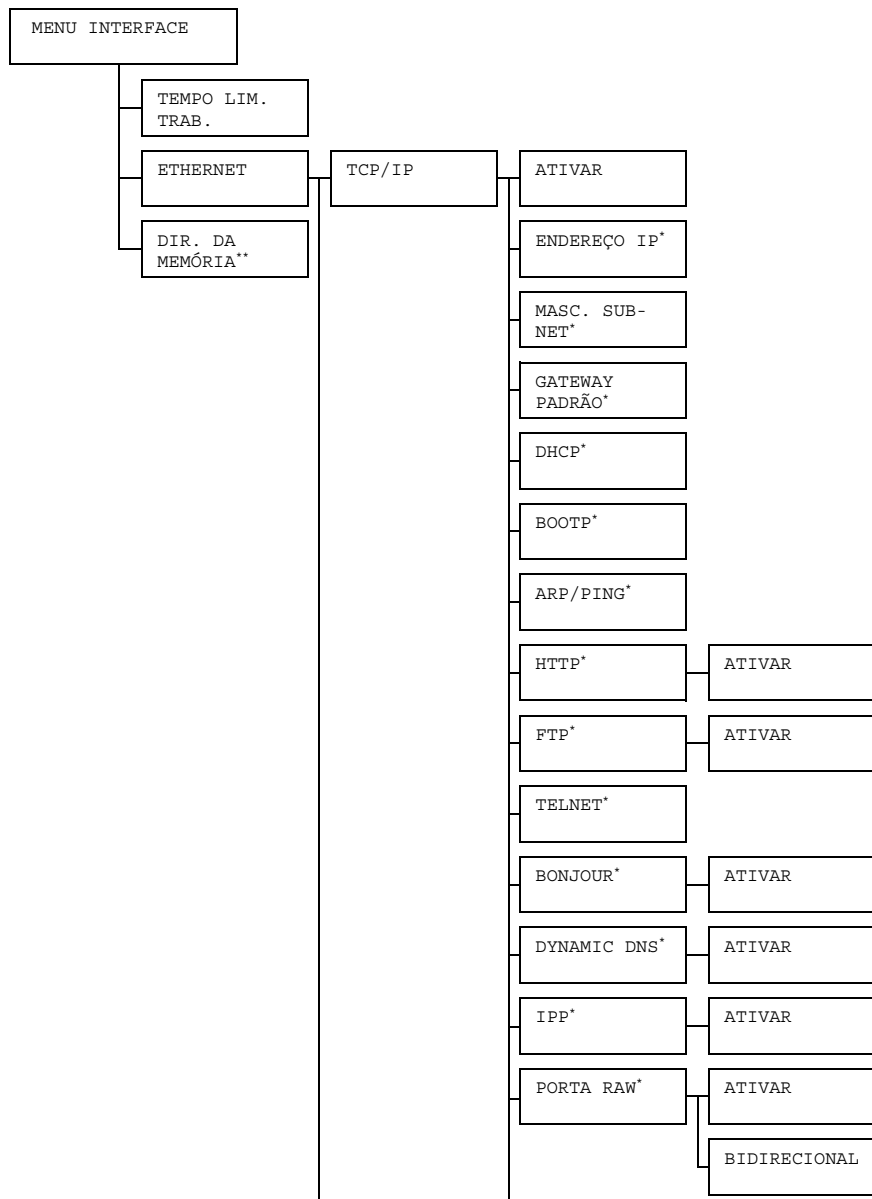 MENU INTERFACE
TEMPO LIM.
TRAB.
ETHERNET
TCP/IP
ATIVAR
DIR. DA
MEMÓRIA**
ENDEREÇO IP*
MASC. SUB-
NET*
GATEWAY
PADRÃO*
DHCP*
BOOTP*
ARP/PING*
HTTP*
ATIVAR
FTP*
ATIVAR
TELNET*
BONJOUR*
ATIVAR
DYNAMIC DNS*
ATIVAR
IPP*
ATIVAR
PORTA RAW*
ATIVAR
BIDIRECIONAL